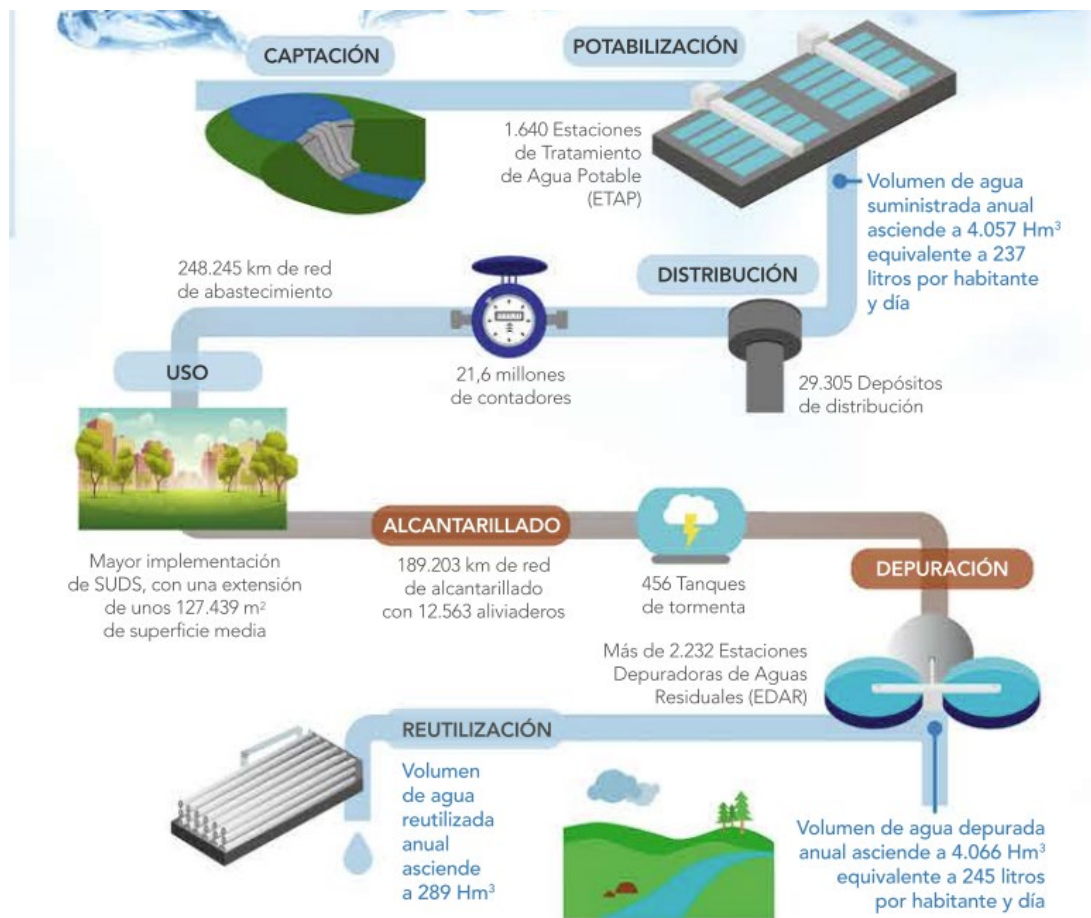 CAPTACIÓN
POTABILIZACIÓN
1.640 Estaciones
de Tratamiento
de Agua Potable
(ETAP)
Volumen de agua
suministrada anual
asciende a 4.057 Hm³
equivalente a 237
litros por habitante
y día
DISTRIBUCIÓN
248.245 km de red
de abastecimiento
21,6 millones
de contadores
29.305 Depósitos
de distribución
USO
Mayor implementación
de SUDS, con una extensión
de unos 127.439 m²
de superficie media
ALCANTARILLADO
189.203 km de red
de alcantarillado
con 12.563 aliviaderos
456 Tanques
de tormenta
DEPURACIÓN
Más de 2.232 Estaciones
Depuradoras de Aguas
Residuales (EDAR)
REUTILIZACIÓN
Volumen
de agua
reutilizada
anual
asciende
a 289 Hm³
Volumen de agua depurada
anual asciende a 4.066 Hm³
equivalente a 245 litros
por habitante y día